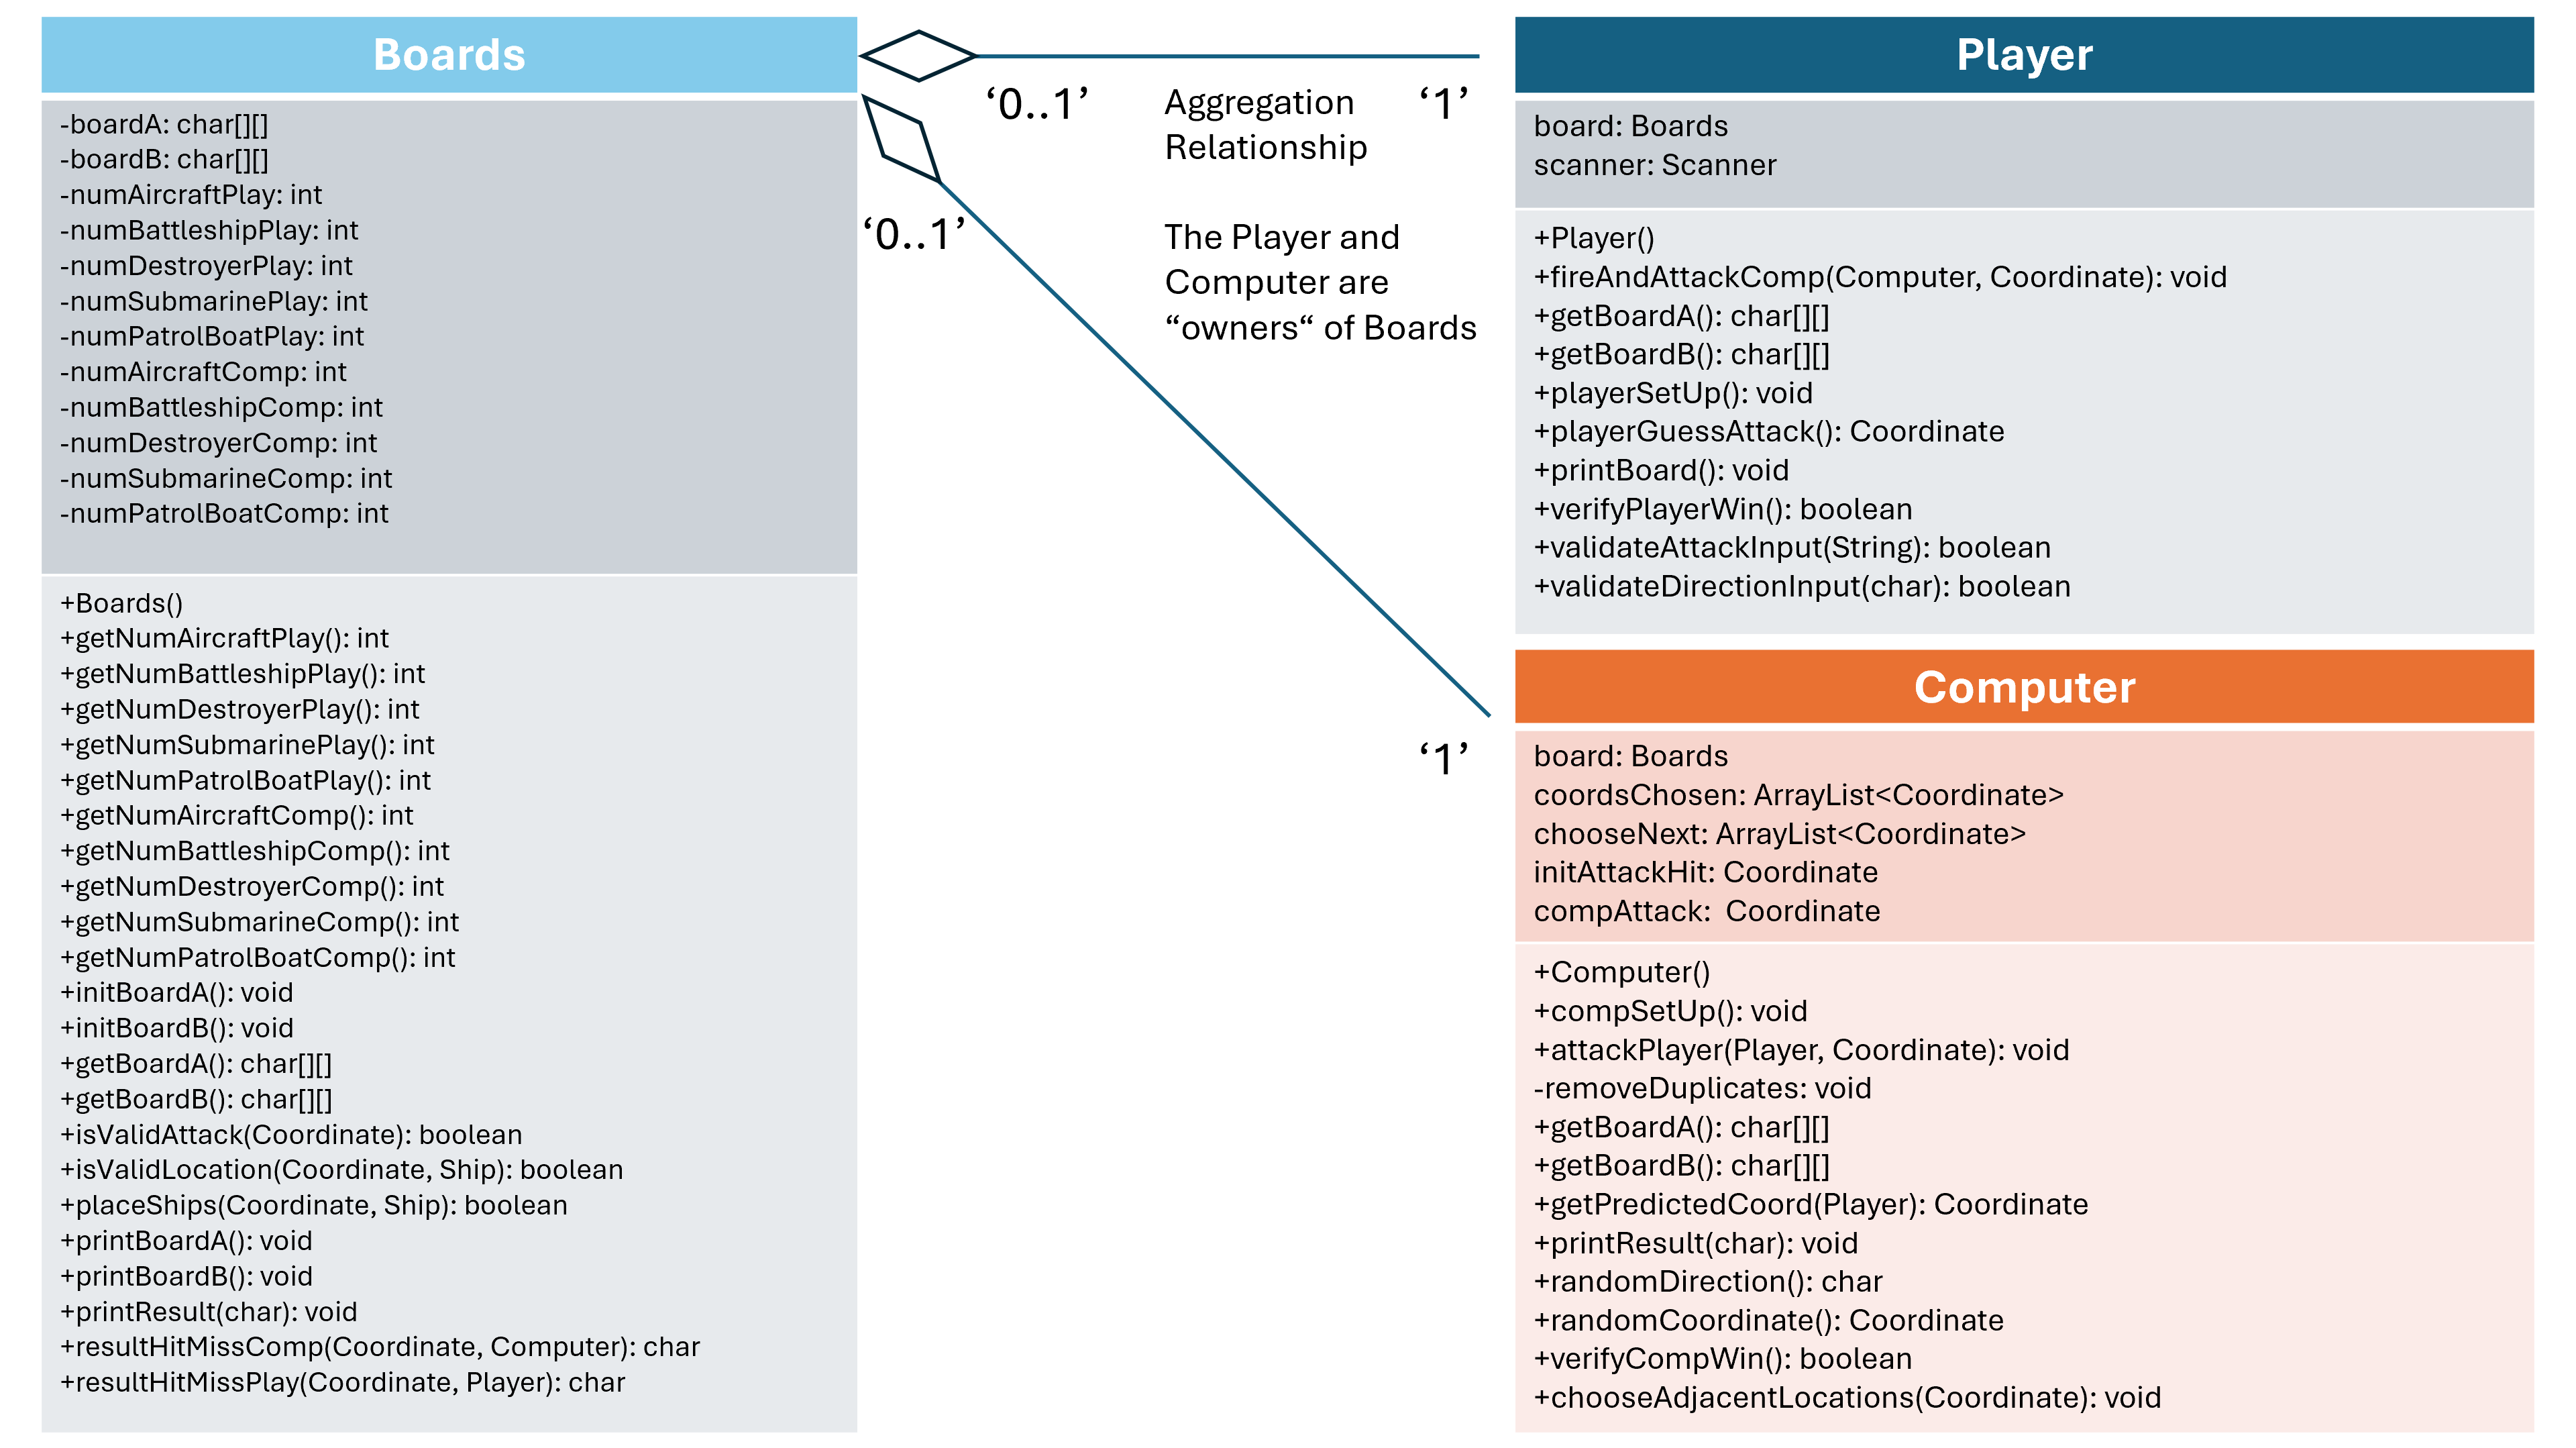 Boards
-boardA: char[][]
-boardB: char[][]
-numAircraftPlay: int
-numBattleshipPlay: int
-numDestroyerPlay: int
-numSubmarinePlay: int
-numPatrolBoatPlay: int
-numAircraftComp: int
-numBattleshipComp: int
-numDestroyerComp: int
-numSubmarineComp: int
-numPatrolBoatComp: int
+Boards()
+getNumAircraftPlay(): int
+getNumBattleshipPlay(): int
+getNumDestroyerPlay(): int
+getNumSubmarinePlay(): int
+getNumPatrolBoatPlay(): int
+getNumAircraftComp(): int
+getNumBattleshipComp(): int
+getNumDestroyerComp(): int
+getNumSubmarineComp(): int
+getNumPatrolBoatComp(): int
+initBoardA(): void
+initBoardB(): void
+getBoardA(): char[][]
+getBoardB(): char[][]
+isValidAttack(Coordinate): boolean
+isValidLocation(Coordinate, Ship): boolean
+placeShips(Coordinate, Ship): boolean
+printBoardA(): void
+printBoardB(): void
+printResult(char): void
+resultHitMissComp(Coordinate, Computer): char
+resultHitMissPlay(Coordinate, Player): char
‘0..1’
‘1’
Aggregation
Relationship
‘0..1’
The Player and
Computer are
“owners“ of Boards
‘1’
Player
board: Boards
scanner: Scanner
+Player()
+fireAndAttackComp(Computer, Coordinate): void
+getBoardA(): char[][]
+getBoardB(): char[][]
+playerSetUp(): void
+playerGuessAttack(): Coordinate
+printBoard(): void
+verifyPlayerWin(): boolean
+validateAttackInput(String): boolean
+validateDirectionInput(char): boolean
Computer
board: Boards
coordsChosen: ArrayList<Coordinate>
chooseNext: ArrayList<Coordinate>
initAttackHit: Coordinate
compAttack:  Coordinate
+Computer()
+compSetUp(): void
+attackPlayer(Player, Coordinate): void
-removeDuplicates: void
+getBoardA(): char[][]
+getBoardB(): char[][]
+getPredictedCoord(Player): Coordinate
+printResult(char): void
+randomDirection(): char
+randomCoordinate(): Coordinate
+verifyCompWin(): boolean
+chooseAdjacentLocations(Coordinate): void